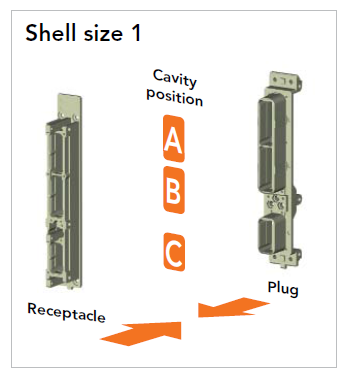 Shell size 1
Cavity
position
A
B
C
Plug
Receptacle